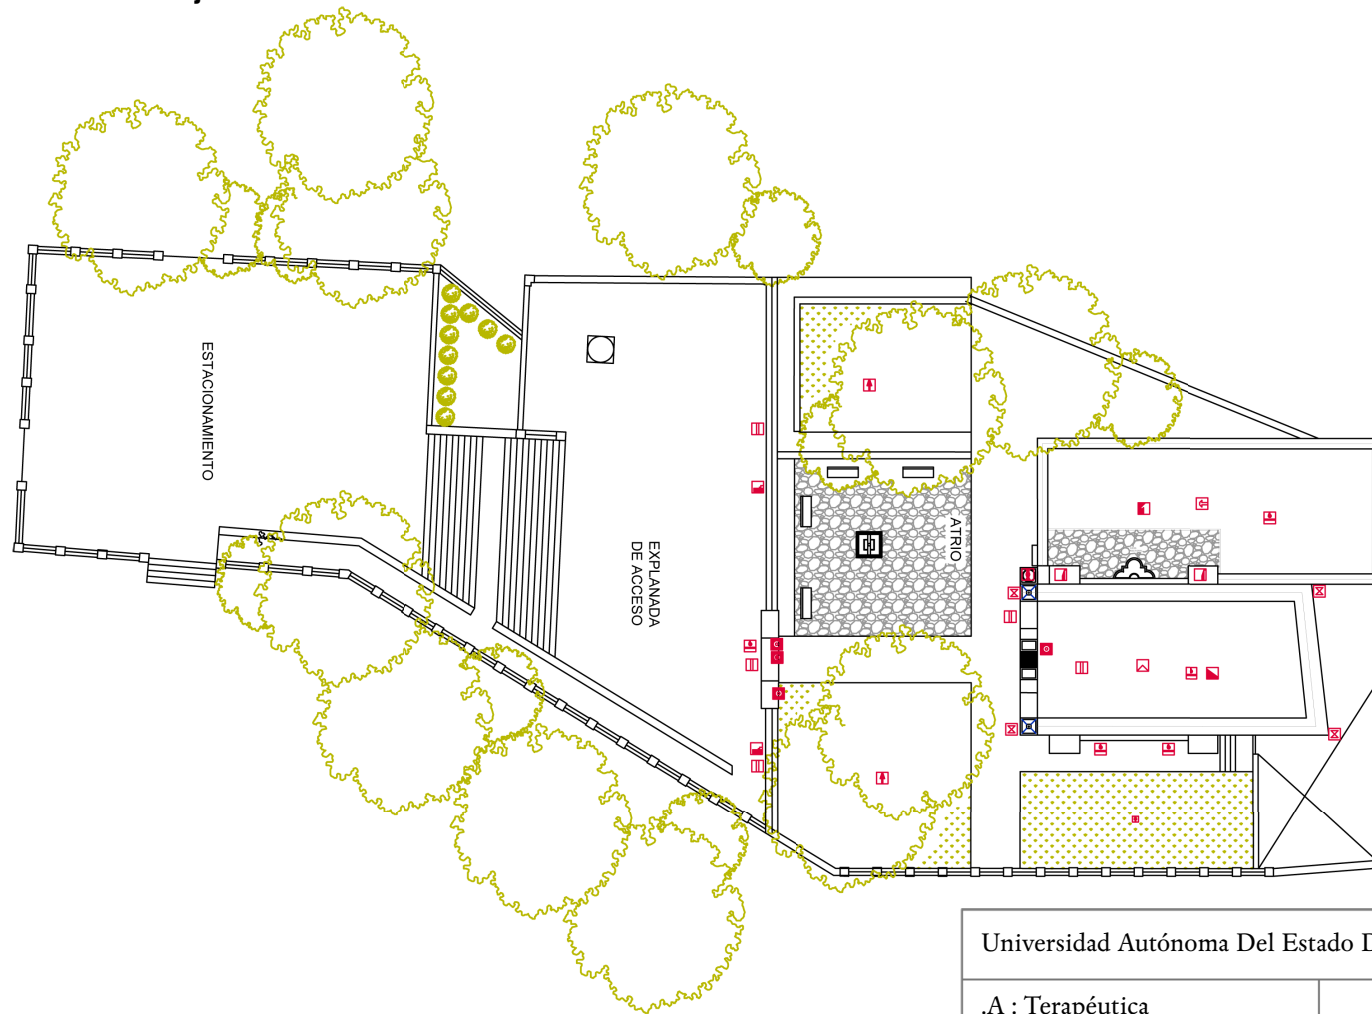 ESTACIONAMIENTO
EXPLANADA
DE ACCESO
ATRIO
Universidad Autónoma Del Estado D
.A : Terapéutica